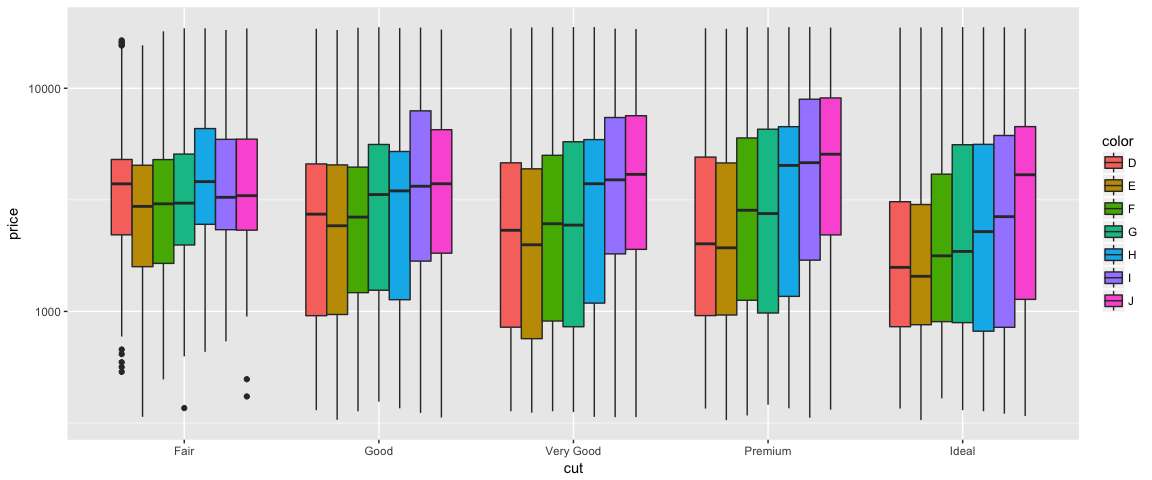 10000
1000
price
Fair
Good
Very Good
Premium
Ideal
cut
color
D
E
F
G
H
I
J